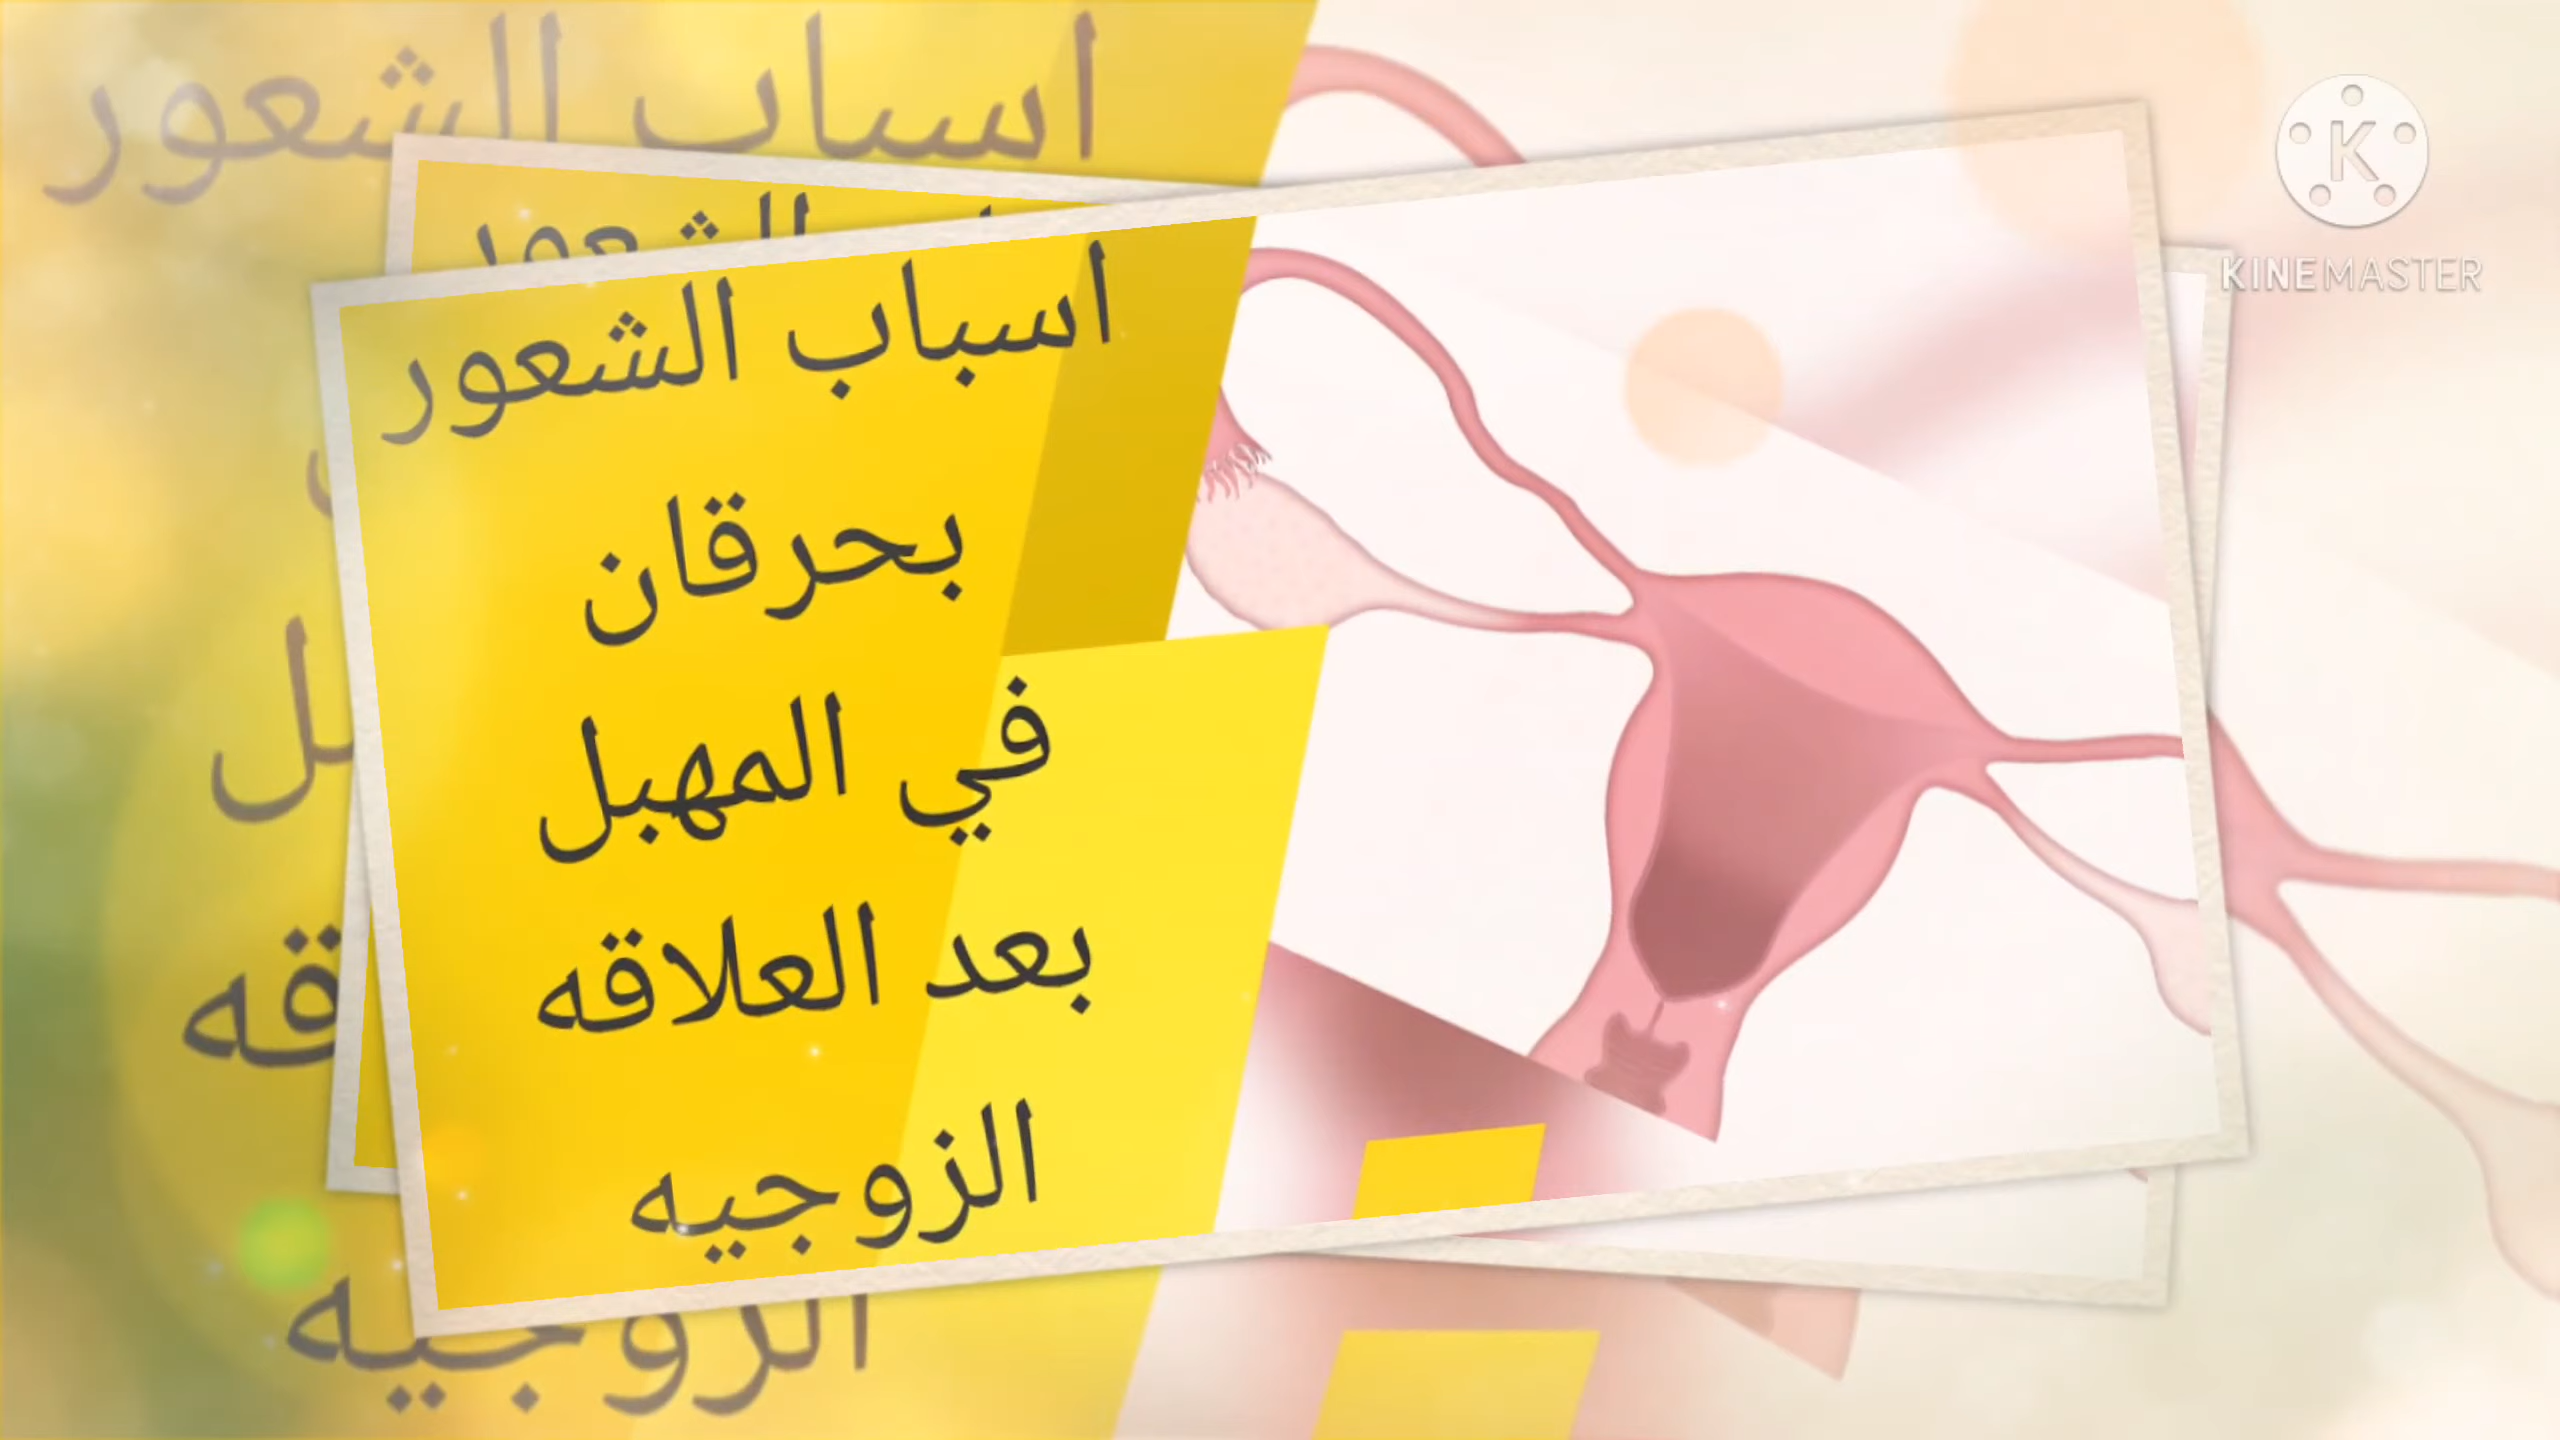 اسباب الشعور
بحرقان
في المهبل
بعد العلاقه
الزوجيه
KINEMASTER